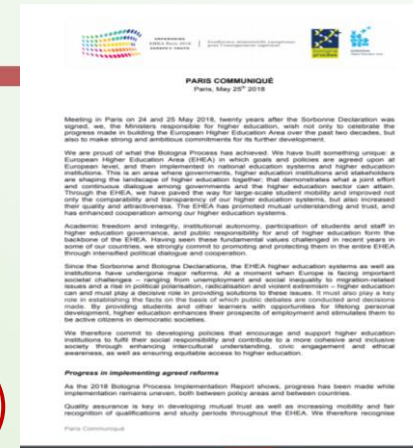 EHEA Paris 2018
PARIS COMMUNIQUÉ
Paris, May 25th 2018
Meeting in Paris on 24 and 25 May 2018, twenty years after the Sorbonne Declaration was
signed, we, the Ministers responsible for higher education, wish not only to celebrate the
progress made in building the European Higher Education Area over the past two decades, but
also to make strong and ambitious commitments for its further development.
We are proud of what the Bologna Process has achieved. We have built something unique: a
European Higher Education Area (EHEA) in which goals and policies are agreed upon at
European level, and then implemented in national education systems and higher education
institutions. This is an area where governments, higher education institutions and stakeholders
are shaping the landscape of higher education together; that demonstrates what a joint effort
and continuous dialogue among governments and the higher education sector can attain.
Through the EHEA, we have paved the way for large-scale student mobility and improved not
only the comparability and transparency of our higher education systems, but also increased
their quality and attractiveness. The EHEA has promoted mutual understanding and trust, and
has enhanced cooperation among our higher education systems.
Academic freedom and integrity, institutional autonomy, participation of students and staff in
higher education governance, and public responsibility for and of higher education form the
backbone of the EHEA. Having seen these fundamental values challenged in recent years in
some of our countries, we strongly commit to promoting and protecting them in the entire EHEA
through intensified political dialogue and cooperation.
Since the Sorbonne and Bologna Declarations, the EHEA higher education systems as well as
institutions have undergone major reforms. At a moment when Europe is facing important
societal challenges – ranging from unemployment and social inequality to migration-related
issues and a rise in political polarisation, radicalisation and violent extremism – higher education
can and must play a decisive role in providing solutions to these issues. It must also play a key
role in establishing the facts on the basis of which public debates are conducted and decisions
made. By providing students and other learners with opportunities for lifelong personal
development, higher education enhances their prospects of employment and stimulates them to
be active citizens in democratic societies.
We therefore commit to developing policies that encourage and support higher education
institutions to fulfil their social responsibility and contribute to a more cohesive and inclusive
society through enhancing intercultural understanding, civic engagement and ethical
awareness, as well as ensuring equitable access to higher education.
Progress in implementing agreed reforms
As the 2018 Bologna Process Implementation Report shows, progress has been made while
implementation remains uneven, both between policy areas and between countries.
Quality assurance is key in developing mutual trust as well as increasing mobility and fair
recognition of qualifications and study periods throughout the EHEA. We therefore recognise
Paris Communiqué